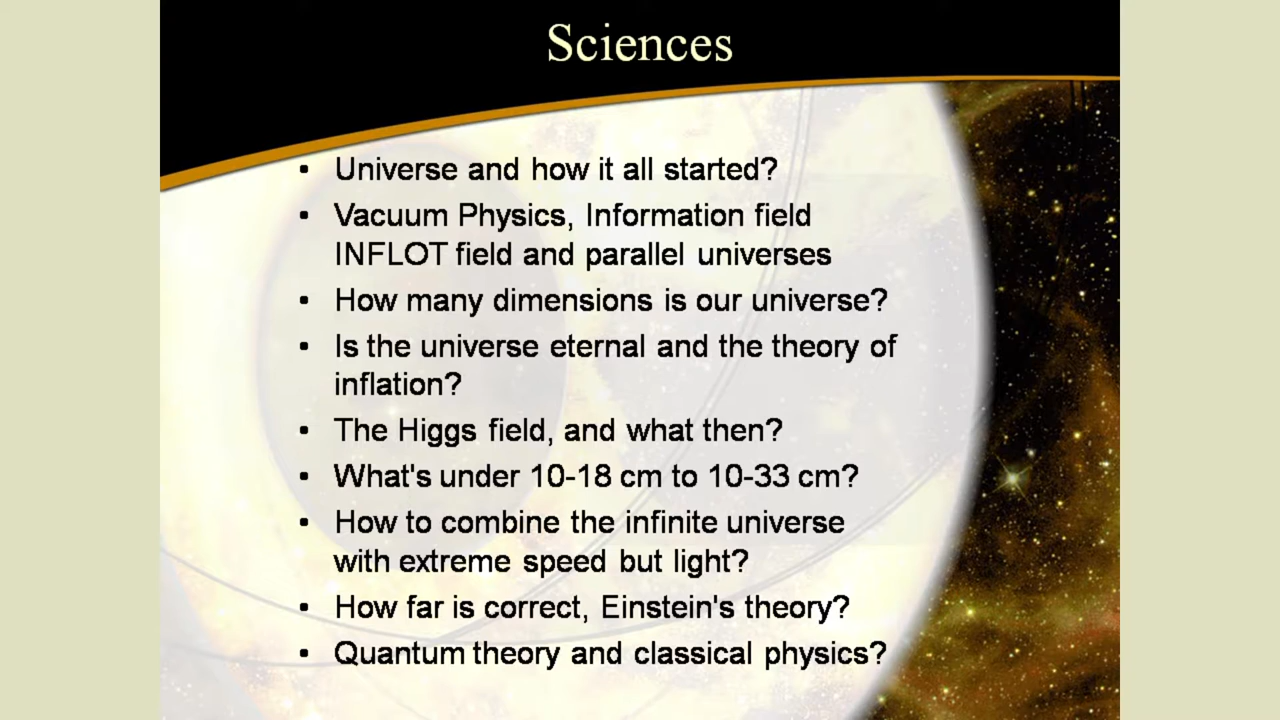 Sciences
• Universe and how it all started?
• Vacuum Physics, Information field
INFLOT field and parallel universes
• How many dimensions is our universe?
• Is the universe eternal and the theory of
inflation?
• The Higgs field, and what then?
• What's under 10-18 cm to 10-33 cm?
• How to combine the infinite universe
with extreme speed but light?
• How far is correct, Einstein's theory?
• Quantum theory and classical physics?